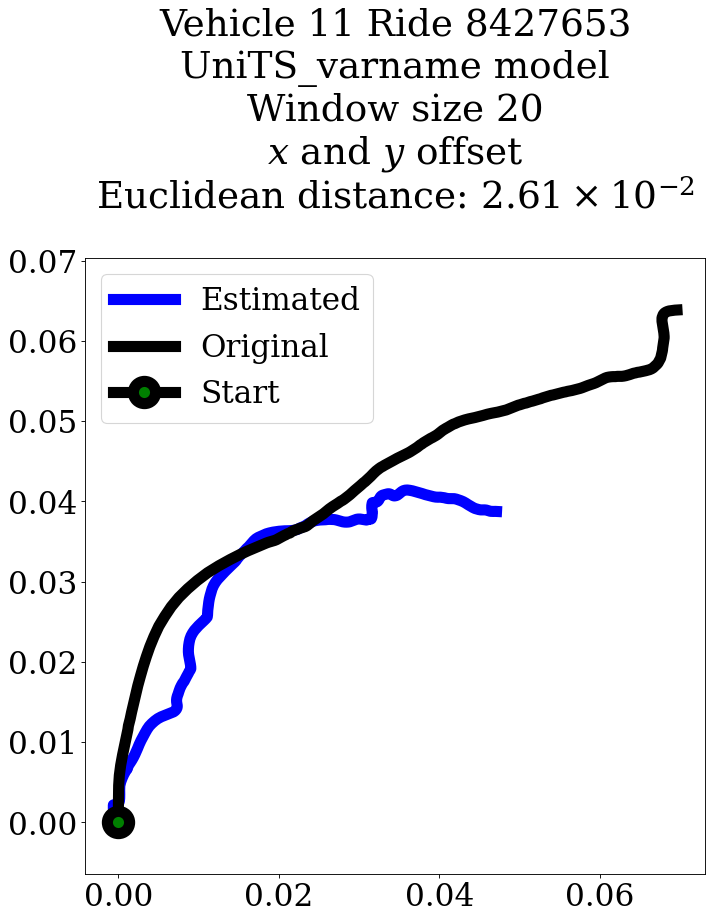 Vehicle 11 Ride 8427653
UniTS_varname model
Window size 20
x and y offset
Euclidean distance: 2.61 × 10⁻²
0.07
0.06
0.05
0.04
0.03
0.02
0.01
0.00
Estimated
Original
Start
0.00 0.02 0.04 0.06